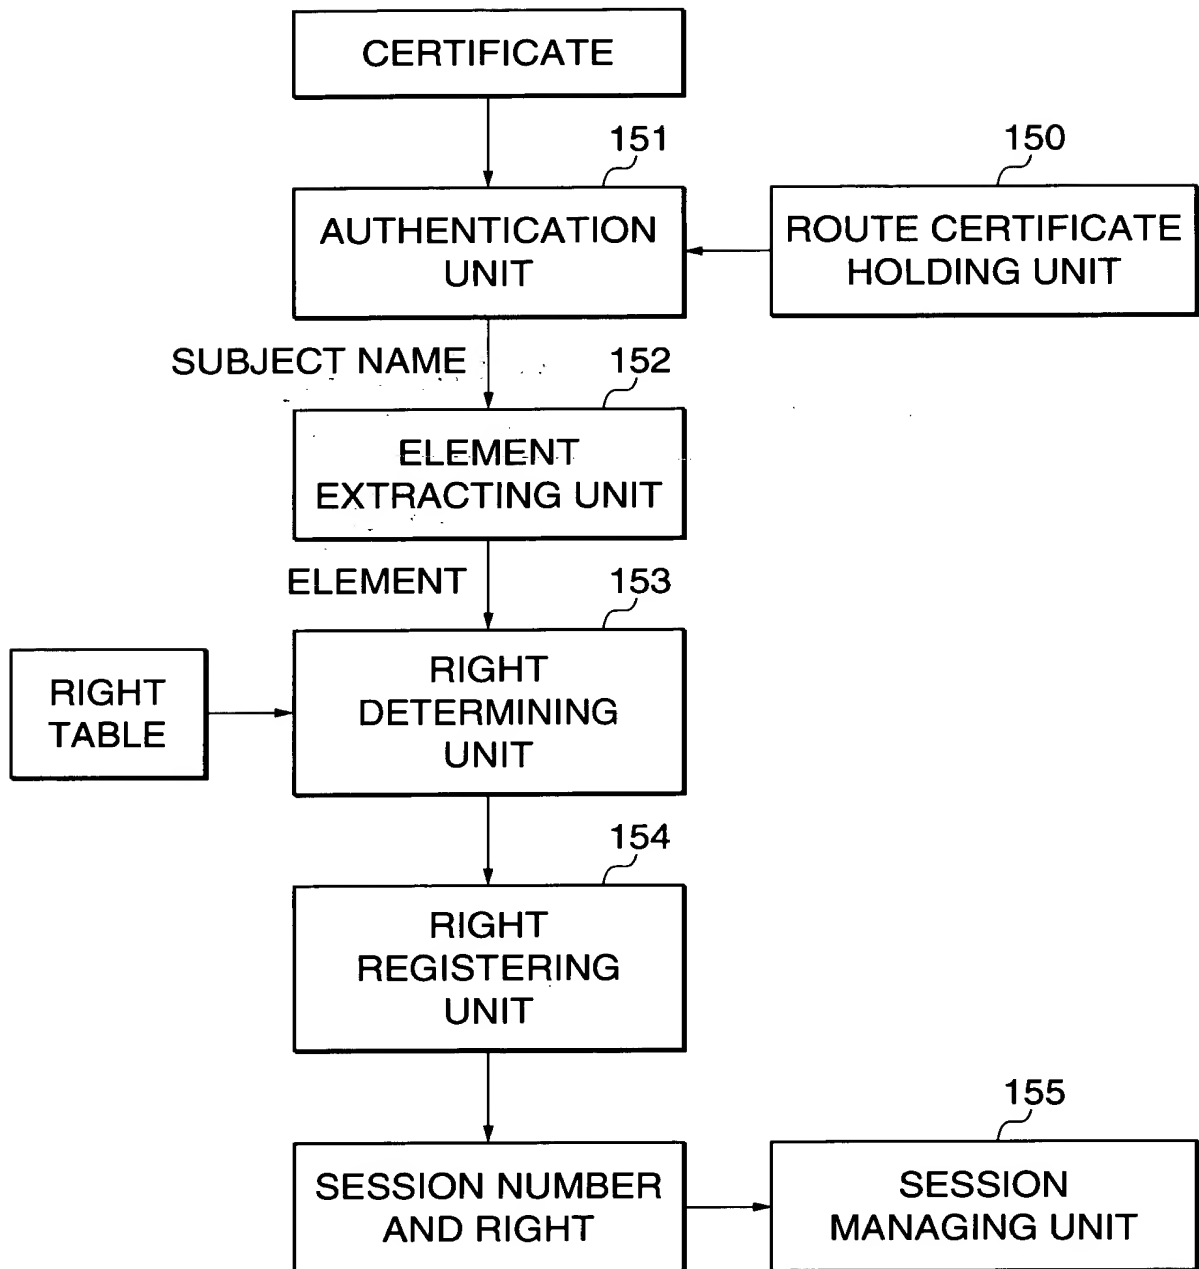 CERTIFICATE
151
150
AUTHENTICATION
UNIT
ROUTE CERTIFICATE
HOLDING UNIT
SUBJECT NAME
152
ELEMENT
EXTRACTING UNIT
ELEMENT
153
RIGHT
TABLE
RIGHT
DETERMINING
UNIT
154
RIGHT
REGISTERING
UNIT
155
SESSION NUMBER
AND RIGHT
SESSION
MANAGING UNIT